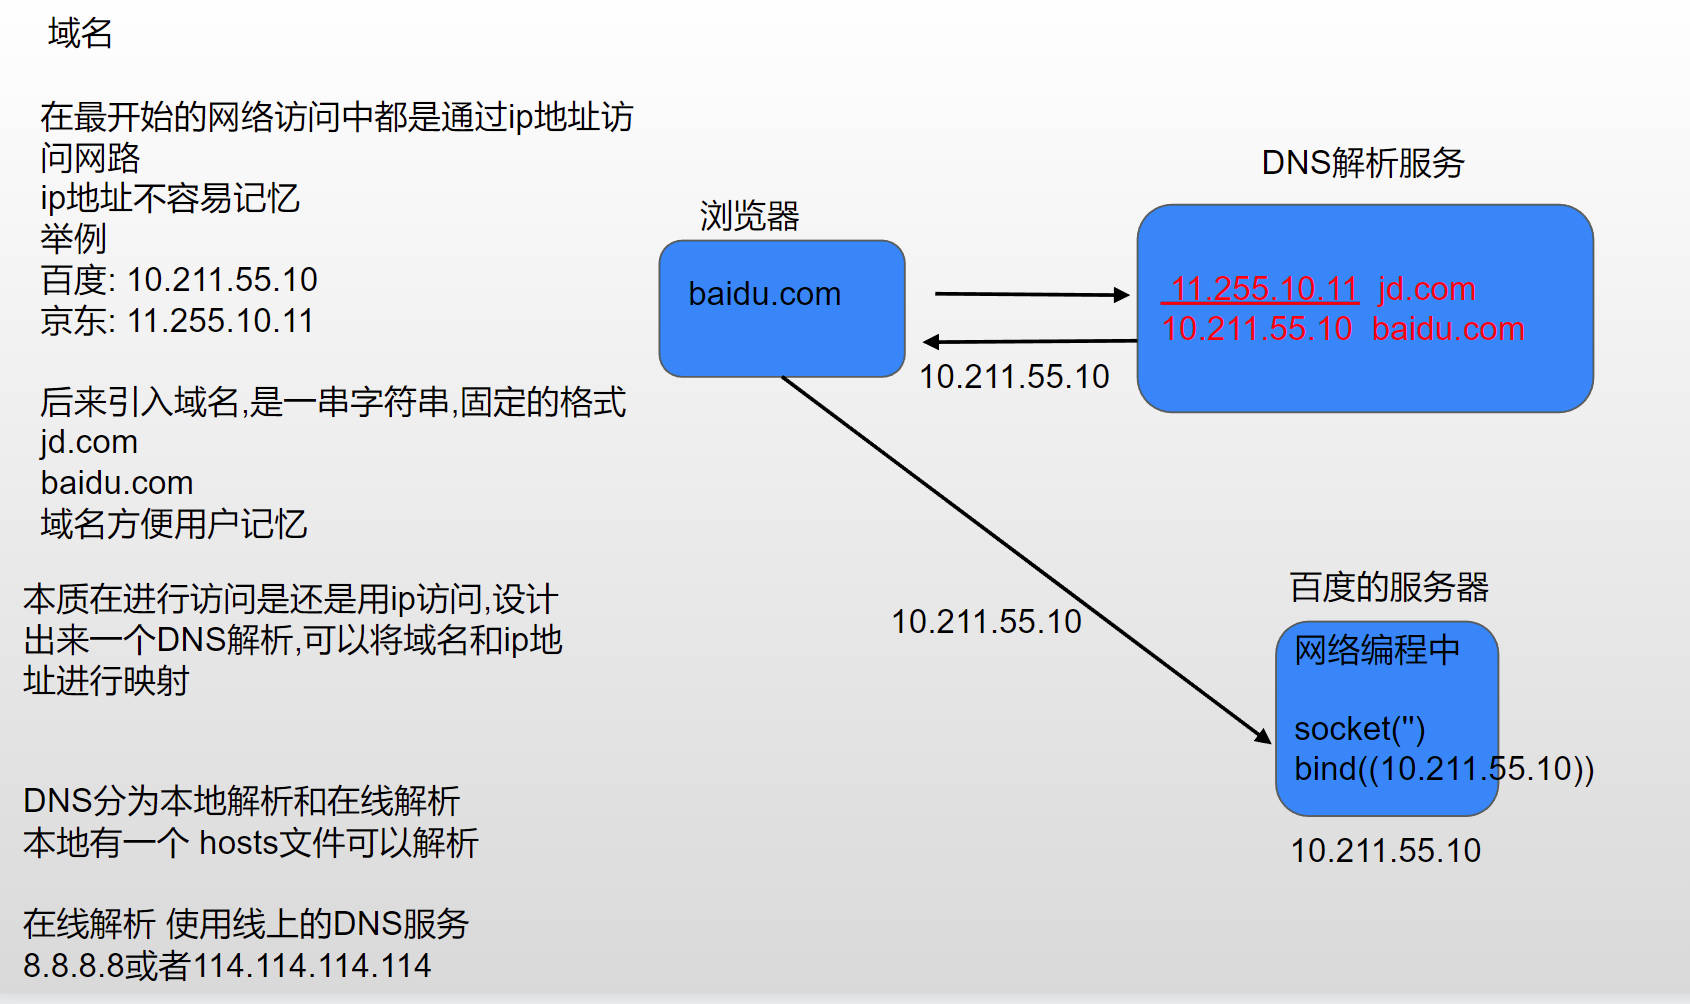 域名
在最开始的网络访问中都是通过ip地址访
问网路
ip地址不容易记忆
举例
百度: 10.211.55.10
京东: 11.255.10.11
后来引入域名,是一串字符串,固定的格式
jd.com
baidu.com
域名方便用户记忆
本质在进行访问是还是用ip访问,设计
出来一个DNS解析,可以将域名和ip地
址进行映射
DNS分为本地解析和在线解析
本地有一个 hosts文件可以解析
在线解析 使用线上的DNS服务
8.8.8.8或者114.114.114.114
浏览器
baidu.com
DNS解析服务
11.255.10.11 jd.com
10.211.55.10 baidu.com
10.211.55.10
10.211.55.10
百度的服务器
网络编程中
socket('')
bind((10.211.55.10))
10.211.55.10